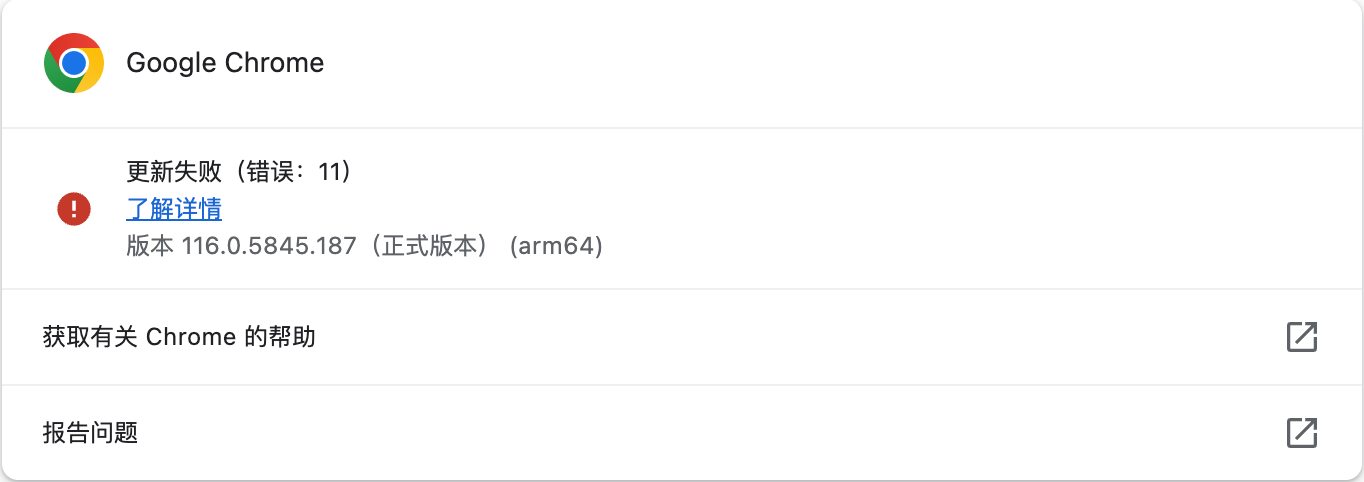 Google Chrome
更新失败（错误：11）
了解详情
版本 116.0.5845.187（正式版本） (arm64)
获取有关 Chrome 的帮助
报告问题